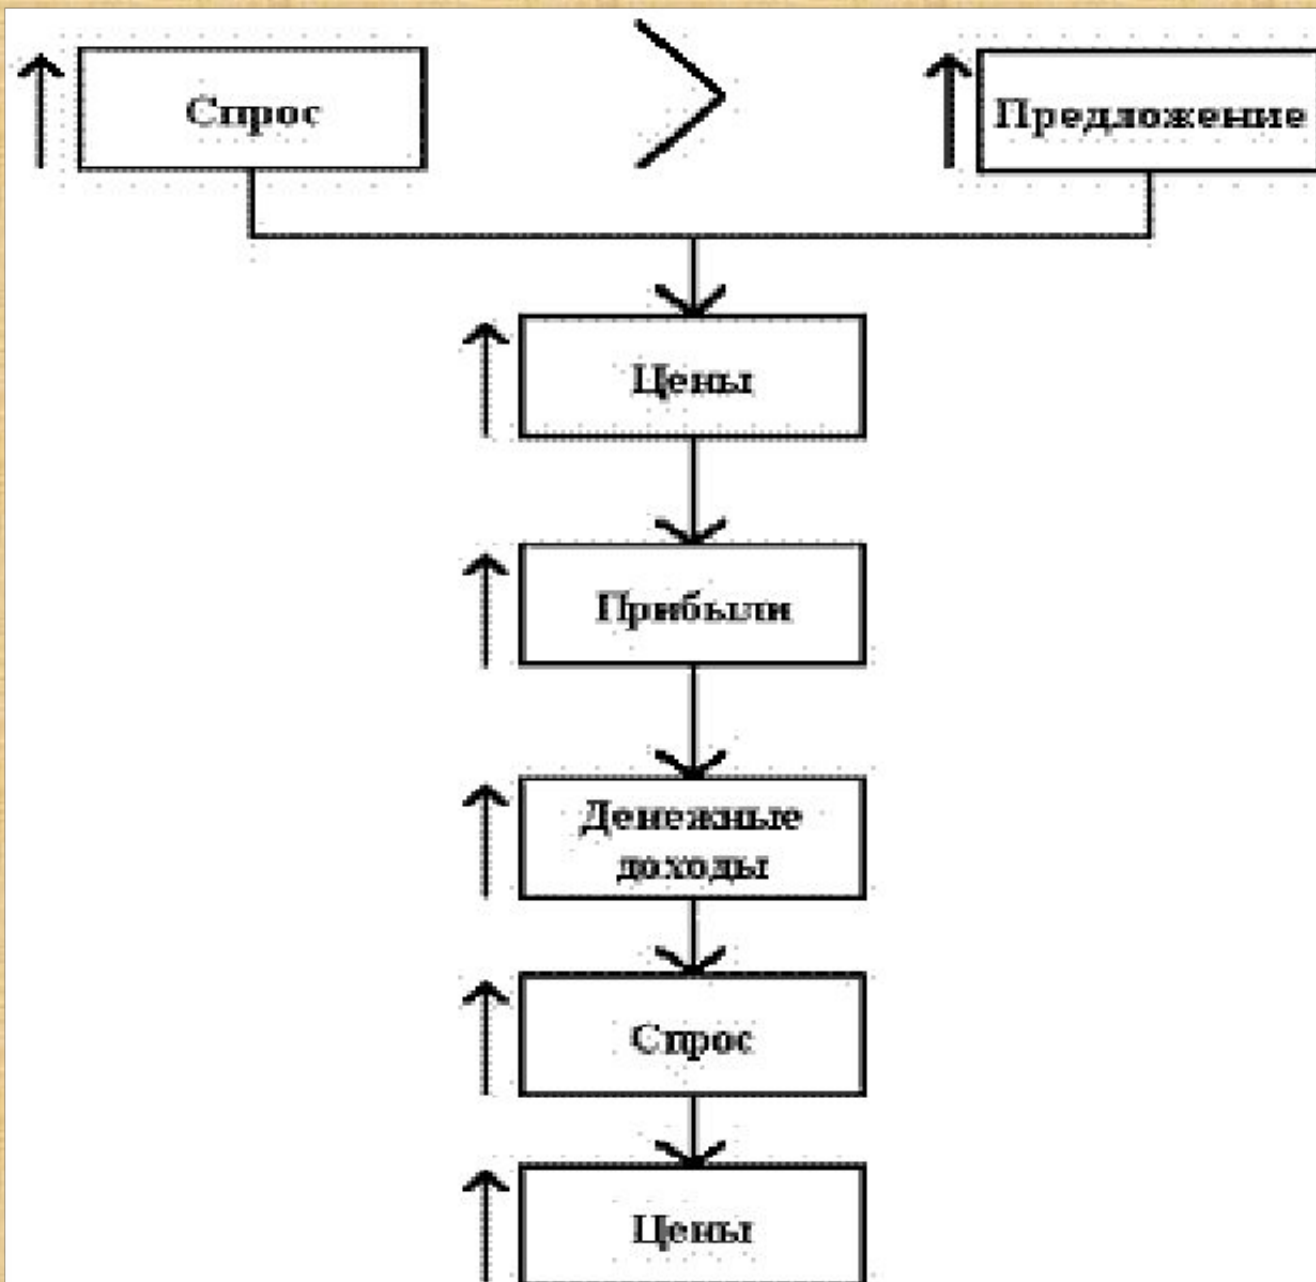 Спрос
Предложение
Цены
Прибыли
Денежные
доходы
Спрос
Цены